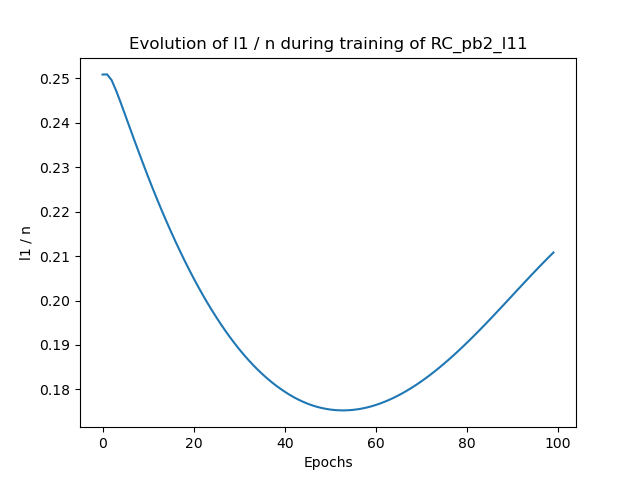 Evolution of l1 / n during training of RC_pb2_l11
0.25
0.24
0.23
0.22
0.21
0.20
0.19
0.18
l1 / n
0 20 40 60 80 100
Epochs